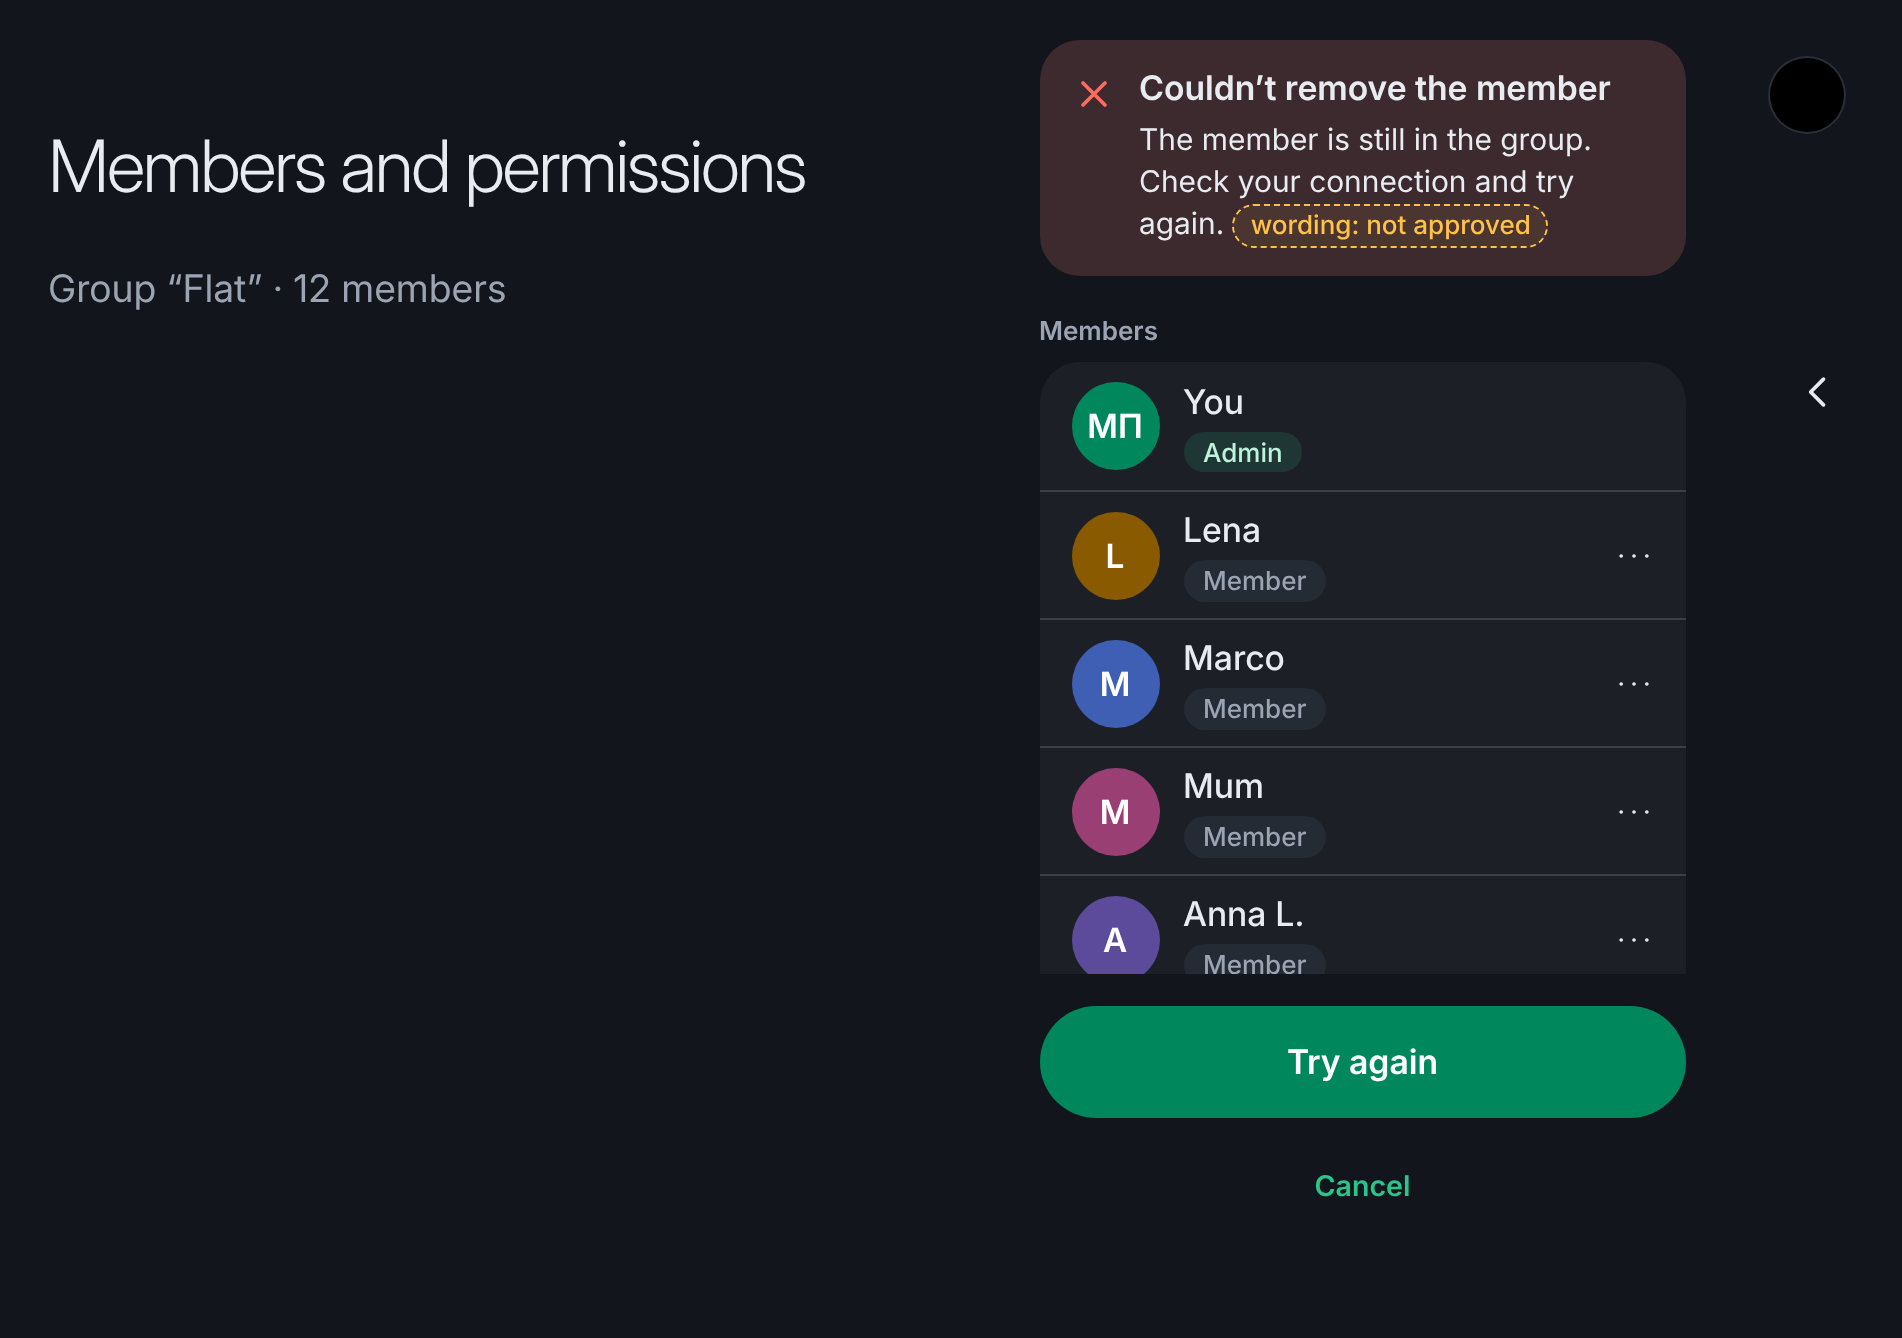 Members and permissions
Group “Flat” · 12 members
Couldn’t remove the member
The member is still in the group.
Check your connection and try
again. wording: not approved
Members
МП
You
Admin
L
Lena
Member
M
Marco
Member
M
Mum
Member
A
Anna L.
Member
Try again
Cancel